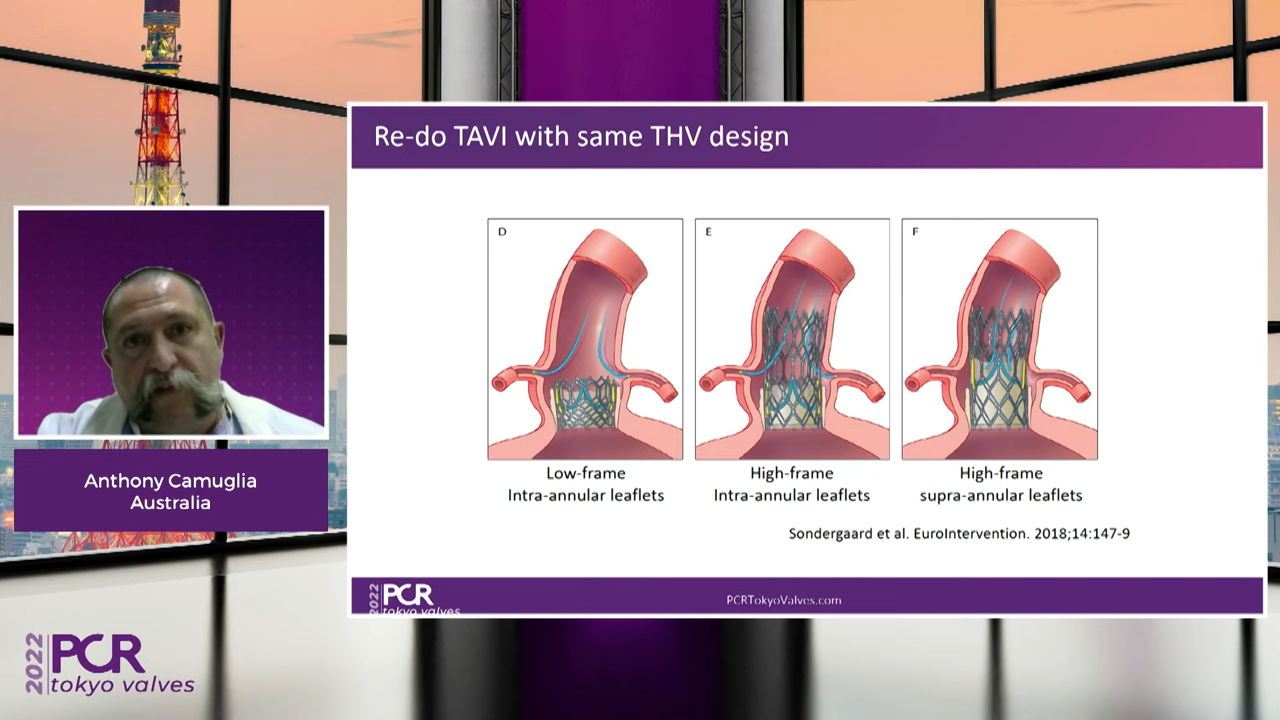 Re-do TAVI with same THV design
D
E
F
Low-frame
Intra-annular leaflets
High-frame
Intra-annular leaflets
High-frame
supra-annular leaflets
Sondergaard et al. EuroIntervention. 2018;14:147-9
2022 PCR
tokyo valves
PCRTokyoValves.com
Anthony Camuglia
Australia
2022 PCR
tokyo valves